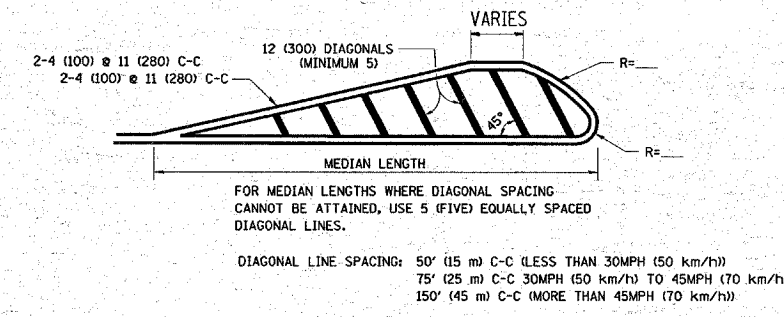 VARIES
2-4 (100) @ 11 (280) C-C
2-4 (100) @ 11 (280) C-C
12 (300) DIAGONALS
(MINIMUM 5)
R=__
45°
R=__
MEDIAN LENGTH
FOR MEDIAN LENGTHS WHERE DIAGONAL SPACING
CANNOT BE ATTAINED, USE 5 (FIVE) EQUALLY SPACED
DIAGONAL LINES.
DIAGONAL LINE SPACING: 50' (15 m) C-C (LESS THAN 30MPH (50 km/h))
75' (25 m) C-C 30MPH (50 km/h) TO 45MPH (70 km/h
150' (45 m) C-C (MORE THAN 45MPH (70 km/h))